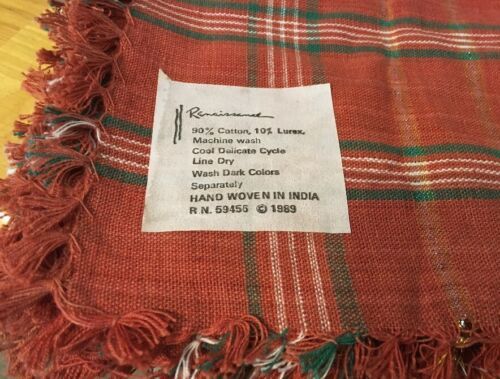 Renaissance
90% Cotton, 10% Lurex,
Machine wash
Cool Delicate Cycle
Line Dry
Wash Dark Colors
Separately
HAND WOVEN IN INDIA
R N. 59456 © 1989